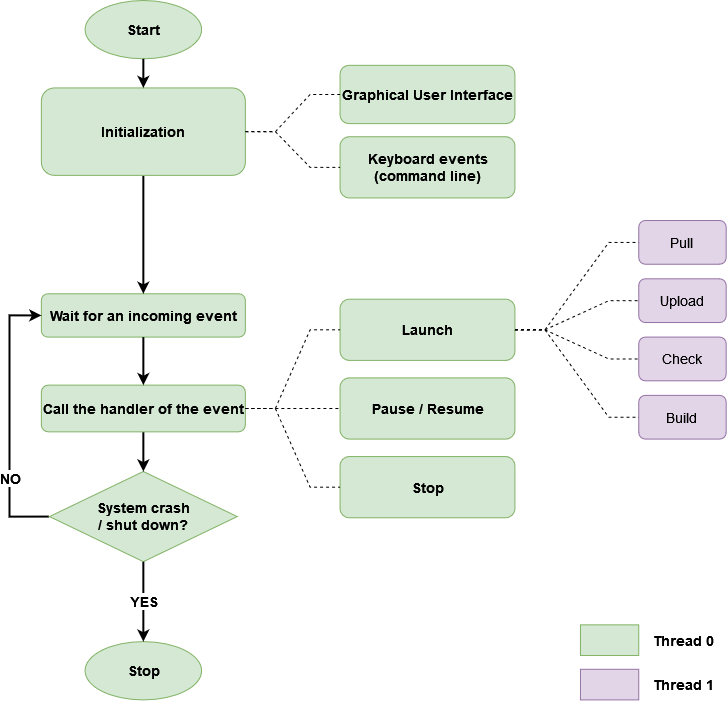 Start
Initialization
Graphical User Interface
Keyboard events
(command line)
Pull
Upload
Check
Build
Wait for an incoming event
Launch
Call the handler of the event
Pause / Resume
Stop
NO
System crash
/ shut down?
YES
Stop
Thread 0
Thread 1